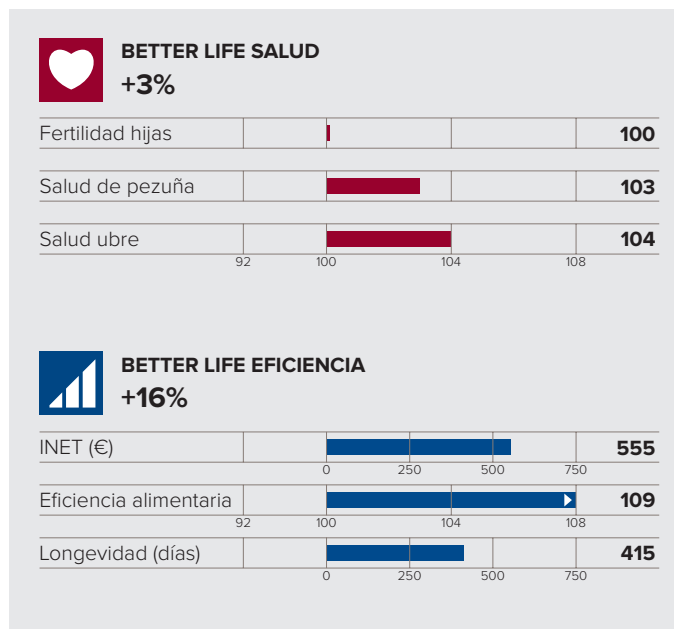 BETTER LIFE SALUD
+3%
Fertilidad hijas 100
Salud de pezuña 103
Salud ubre 104
92 100 104 108
BETTER LIFE EFICIENCIA
+16%
INET (€) 555
0 250 500 750
Eficiencia alimentaria 109
92 100 104 108
Longevidad (días) 415
0 250 500 750